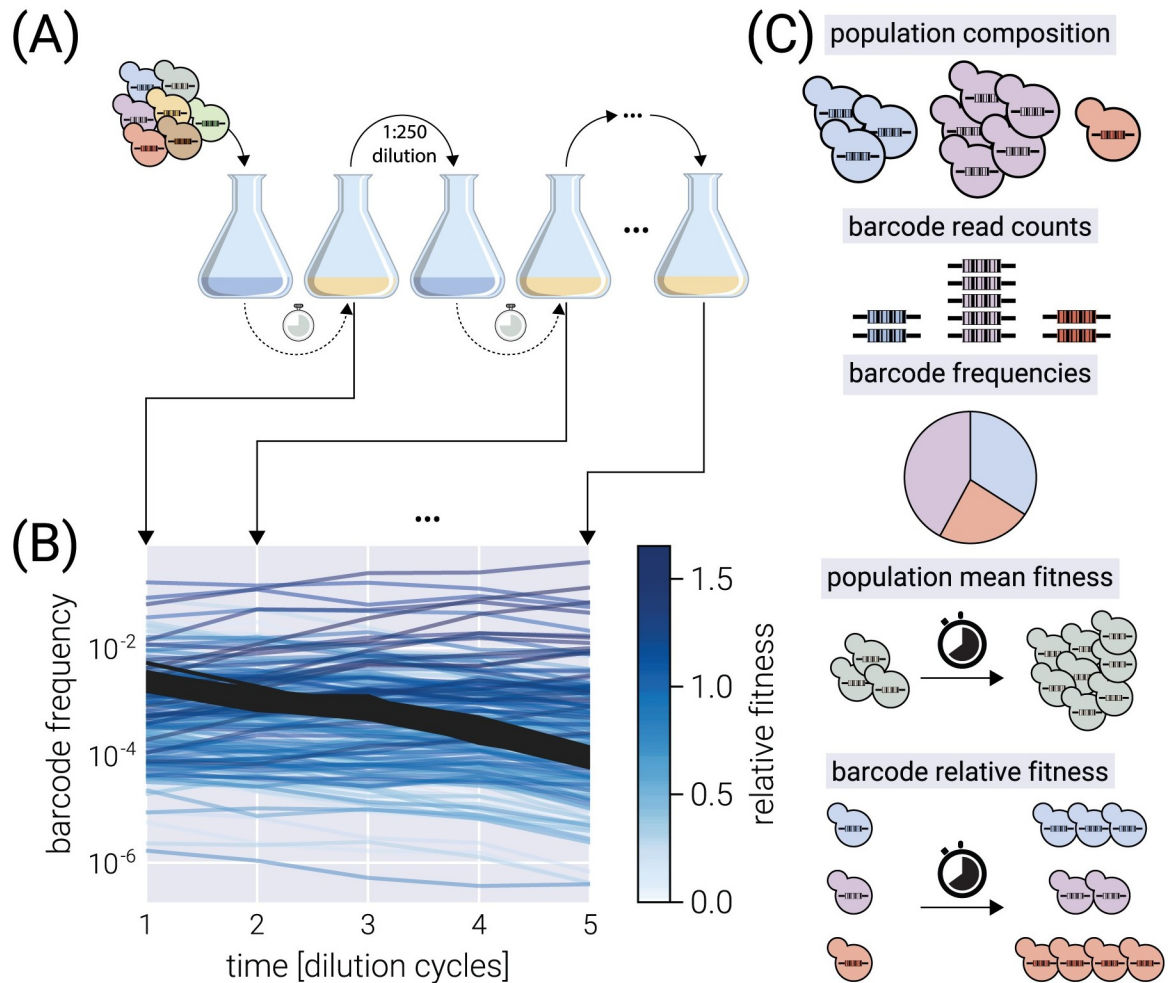 (A)
1:250
dilution
...
...
(B)
...
barcode frequency
10-2
10-4
10-6
1 2 3 4 5
time [dilution cycles]
1.5
1.0
0.5
0.0
relative fitness
(C)
population composition
barcode read counts
barcode frequencies
population mean fitness
barcode relative fitness